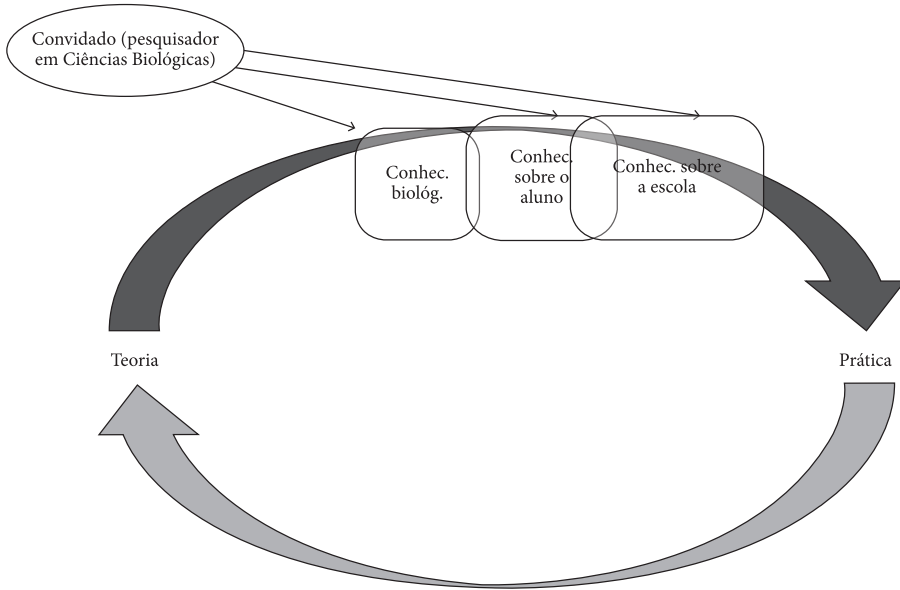 Convidado (pesquisador
em Ciências Biológicas)
Conhec.
biológ.
Conhec.
sobre o
aluno
Conhec. sobre
a escola
Teoria
Prática